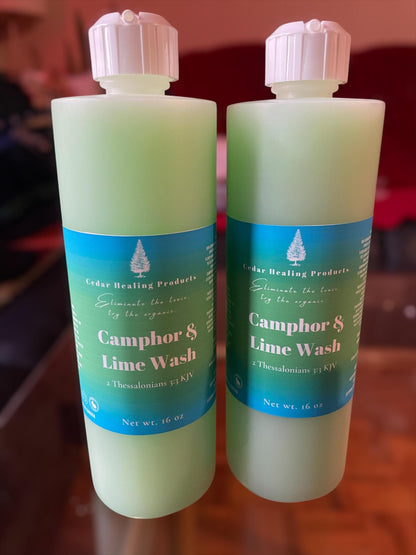 Cedar Healing Products
Eliminate the toxic,
try the organic.
Camphor &
Lime Wash
2 Thessalonians 3:3 KJV
Net wt. 16 oz
Cedar Healing Products
Eliminate the toxic,
try the organic.
Camphor &
Lime Wash
2 Thessalonians 3:3 KJV
Net wt. 16 oz